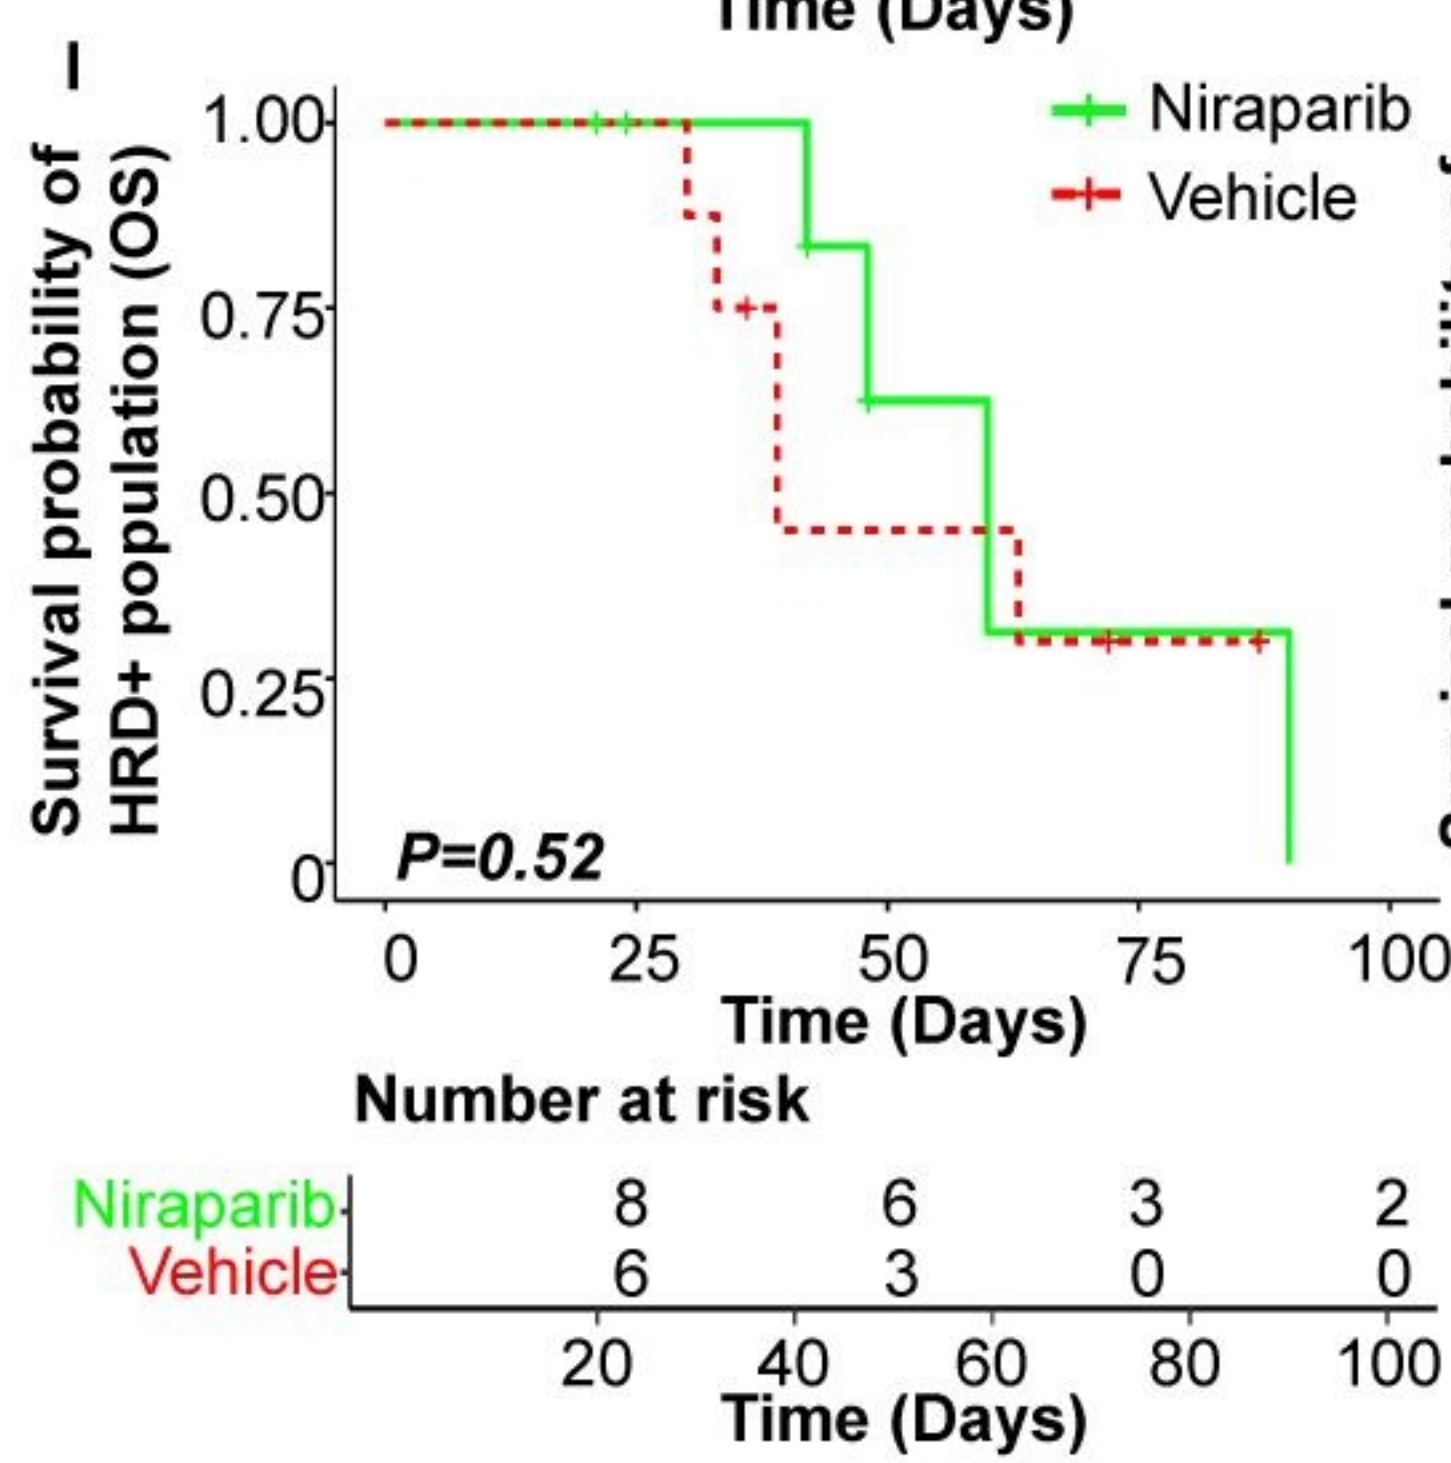 Time (Days)
I
Survival probability of
HRD+ population (OS)
1.00
0.75
0.50
0.25
0
Niraparib
Vehicle
P=0.52
0 25 50 75 100
Time (Days)
Number at risk
Niraparib 8 6 3 2
Vehicle 6 3 0 0
20 40 60 80 100
Time (Days)